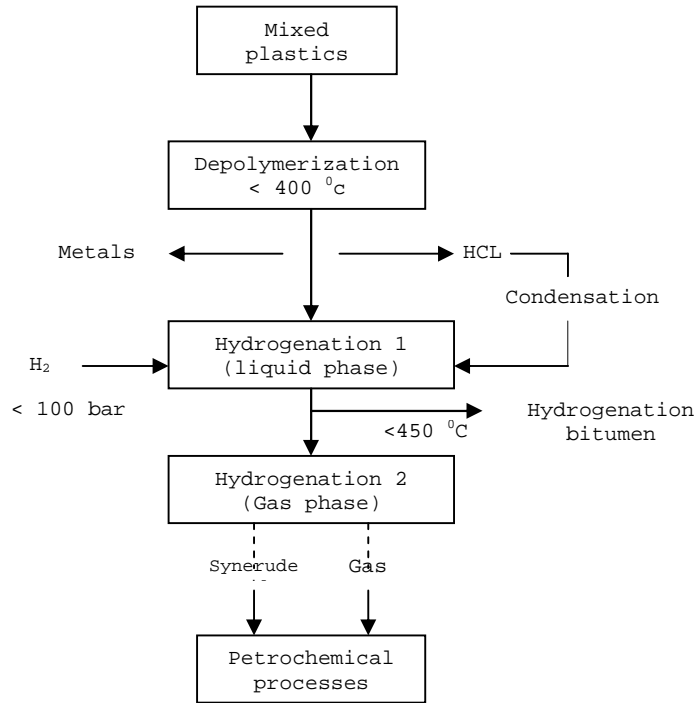 Mixed
plastics
Depolymerization
< 400 ⁰c
Metals
HCL
Condensation
Hydrogenation 1
(liquid phase)
H₂
< 100 bar
<450 ⁰C
Hydrogenation
bitumen
Hydrogenation 2
(Gas phase)
Synerude
Gas
Petrochemical
processes